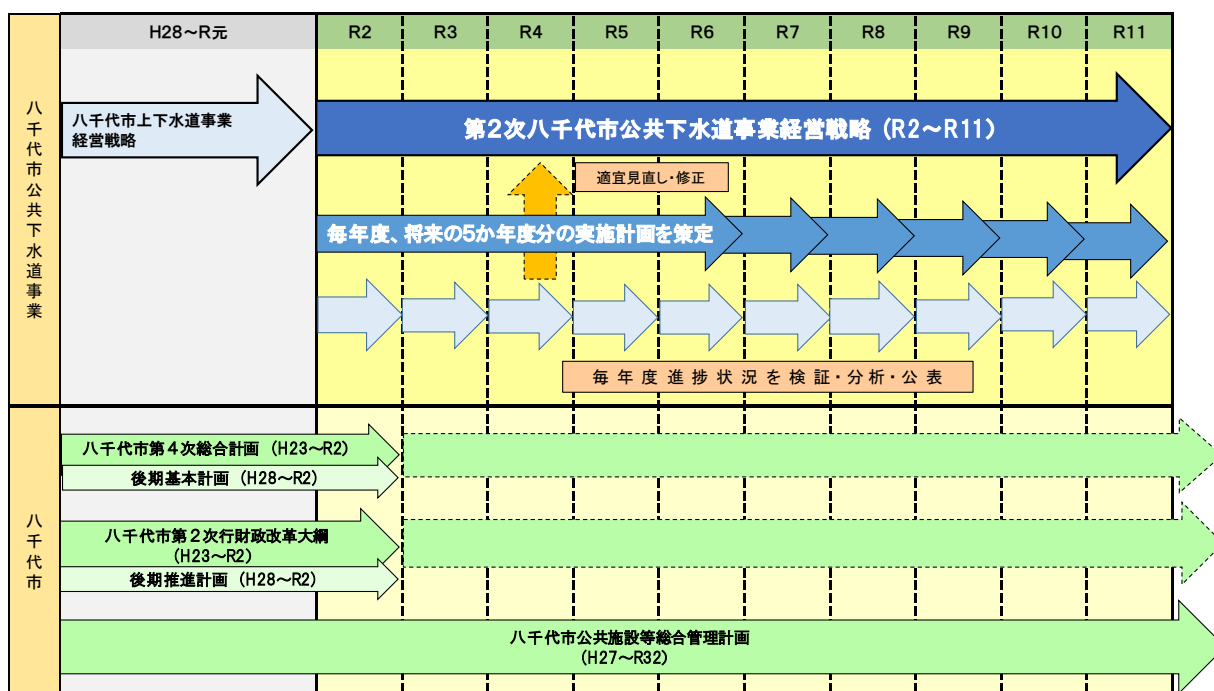 H28～R元
R2
R3
R4
R5
R6
R7
R8
R9
R10
R11
八千代市公共下水道事業
八千代市上下水道事業
経営戦略
第２次八千代市公共下水道事業経営戦略（R2～R11）
適宜見直し・修正
毎年度、将来の5か年度分の実施計画を策定
毎年度進捗状況を検証・分析・公表
八千代市
八千代市第４次総合計画（H23～R2）
後期基本計画（H28～R2）
八千代市第２次行財政改革大綱
（H23～R2）
後期推進計画（H28～R2）
八千代市公共施設等総合管理計画
（H27～R32）